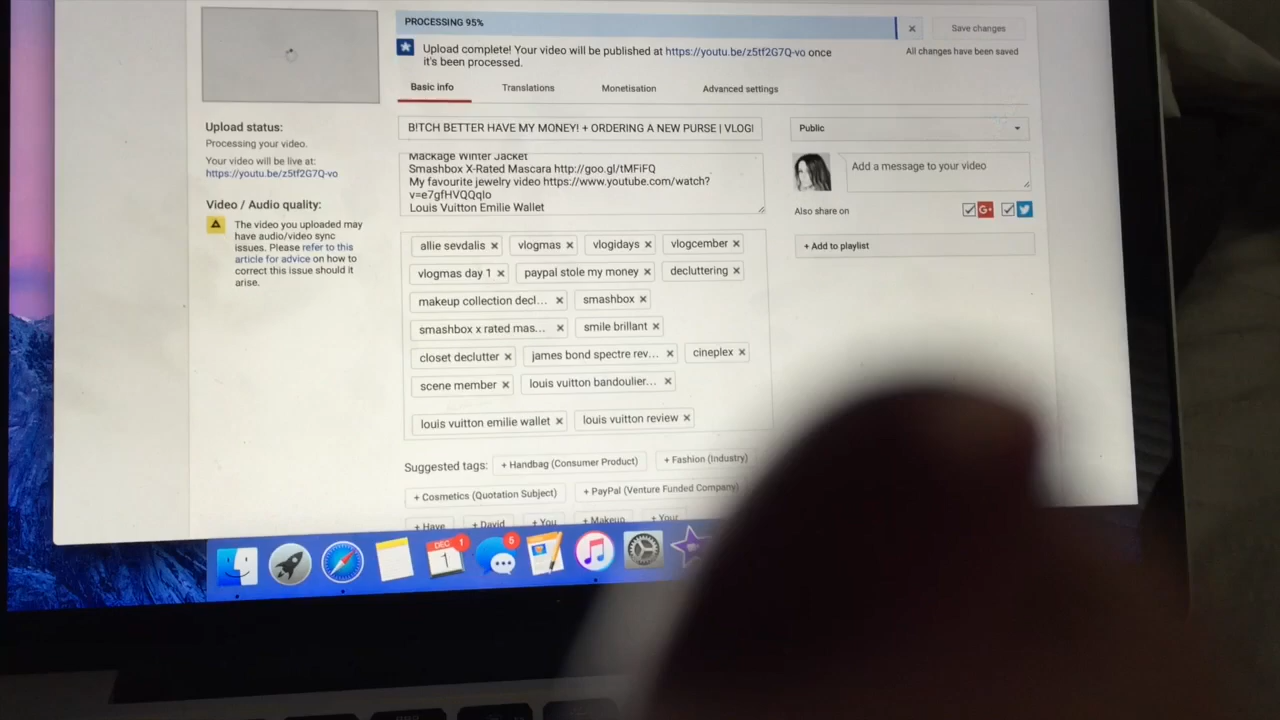 PROCESSING 95%
Save changes
Upload complete! Your video will be published at https://youtu.be/z5tf2G7Q-vo once
it's been processed.
All changes have been saved
Basic info
Translations
Monetisation
Advanced settings
Upload status:
Processing your video.
Your video will be live at:
https://youtu.be/z5tf2G7Q-vo
Video / Audio quality:
The video you uploaded may
have audio/video sync
issues. Please refer to this
article for advice on how to
correct this issue should it
arise.
B!TCH BETTER HAVE MY MONEY! + ORDERING A NEW PURSE | VLOG!
Mackage Winter Jacket
Smashbox X-Rated Mascara http://goo.gl/tMFiFQ
My favourite jewelry video https://www.youtube.com/watch?
v=e7gfHVQQqIo
Louis Vuitton Emilie Wallet
Public
Add a message to your video
Also share on
G+
+ Add to playlist
allie sevdalis
vlogmas
vlogidays
vlogcember
vlogmas day 1
paypal stole my money
decluttering
makeup collection decl...
smashbox
smashbox x rated mas...
smile brillant
closet declutter
james bond spectre rev...
cineplex
scene member
louis vuitton bandoulier...
louis vuitton emilie wallet
louis vuitton review
Suggested tags:
+ Handbag (Consumer Product)
+ Fashion (Industry)
+ Cosmetics (Quotation Subject)
+ PayPal (Venture Funded Company)
+ Have
+ David
+ You
+ Makeup
+ Your
DEC
1
1
5